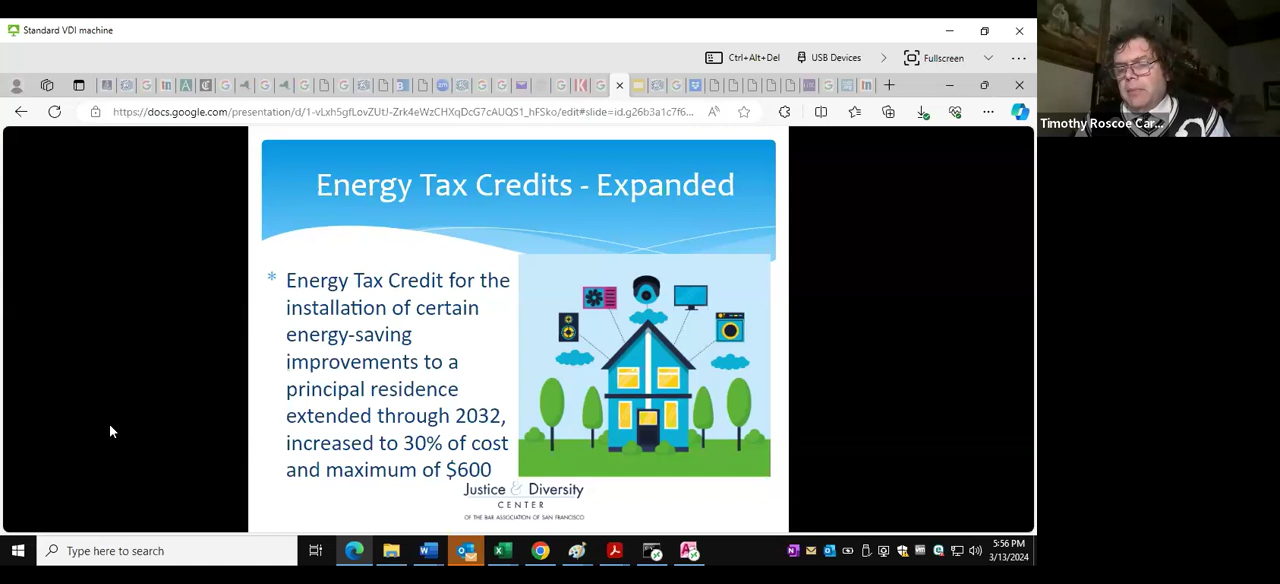 Standard VDI machine
Ctrl+Alt+Del
USB Devices
Fullscreen
https://docs.google.com/presentation/d/1-vLxh5gfLovZUtJ-Zrk4eWzCHXqDcG7cAUQS1_hFSko/edit#slide=id.g26b3a1c7f6...
Timothy Roscoe Car...
Energy Tax Credits - Expanded
* Energy Tax Credit for the
installation of certain
energy-saving
improvements to a
principal residence
extended through 2032,
increased to 30% of cost
and maximum of $600
Justice & Diversity
CENTER
OF THE BAR ASSOCIATION OF SAN FRANCISCO
Type here to search
5:56 PM
3/13/2024